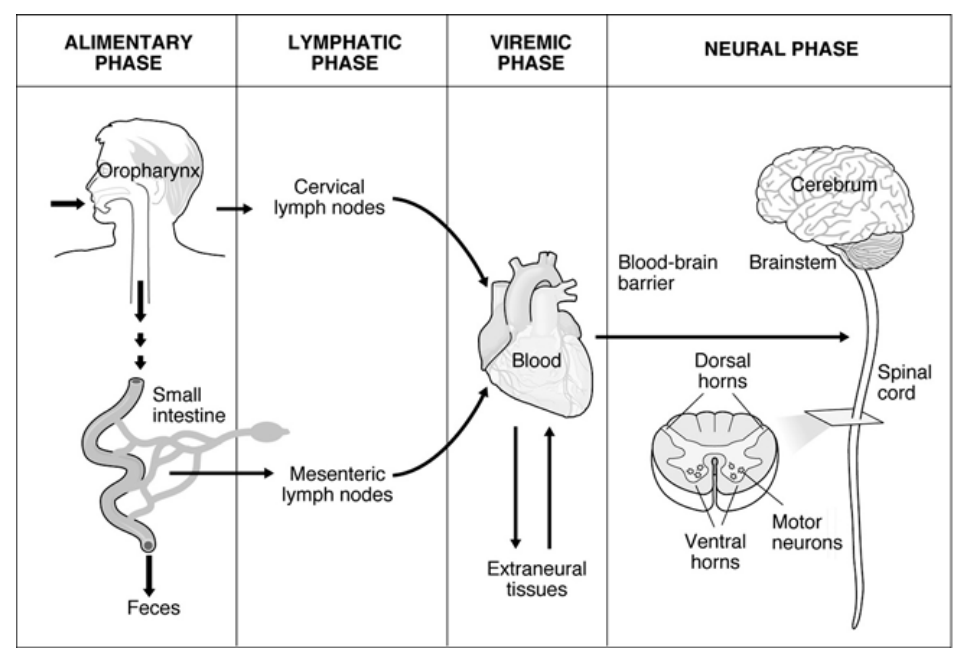 ALIMENTARY
PHASE
LYMPHATIC
PHASE
VIREMIC
PHASE
NEURAL PHASE
Oropharynx
Cervical
lymph nodes
Small
intestine
Mesenteric
lymph nodes
Feces
Blood
Extraneural
tissues
Blood-brain
barrier
Cerebrum
Brainstem
Spinal
cord
Dorsal
horns
Ventral
horns
Motor
neurons